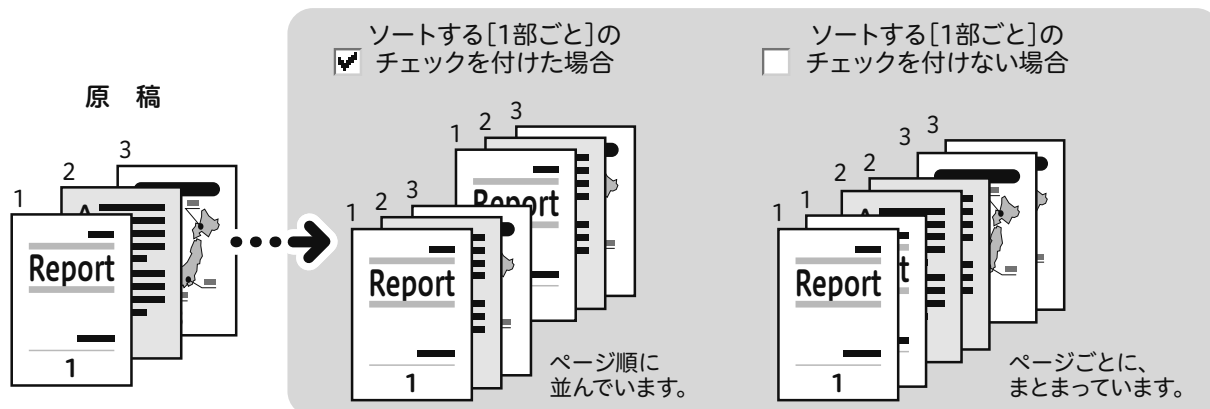 原 稿
1
2
3
Report
1
ソートする[1部ごと]の
チェックを付けた場合
1
2
3
1
2
3
Report
Report
1
ページ順に
並んでいます。
ソートする[1部ごと]の
チェックを付けない場合
1
1
2
2
3
3
Report
t
1
ページごとに、
まとまっています。